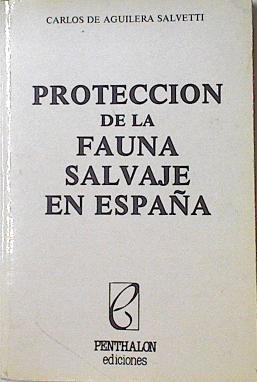 CARLOS DE AGUILERA SALVETTI
PROTECCION
DE LA
FAUNA
SALVAJE
EN ESPAÑA
PENTHALON
ediciones